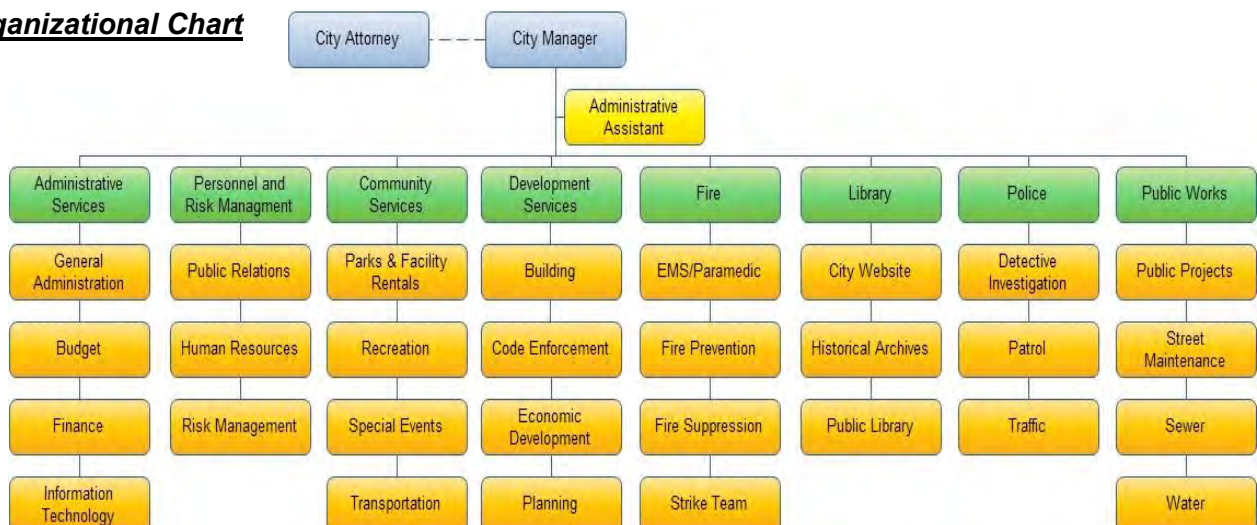 ganizational Chart
City Attorney
City Manager
Administrative
Assistant
Administrative
Services
Personnel and
Risk Managment
Community
Services
Development
Services
Fire
Library
Police
Public Works
General
Administration
Public Relations
Parks & Facility
Rentals
Building
EMS/Paramedic
City Website
Detective
Investigation
Public Projects
Budget
Human Resources
Recreation
Code Enforcement
Fire Prevention
Historical Archives
Patrol
Street
Maintenance
Finance
Risk Management
Special Events
Economic
Development
Fire Suppression
Public Library
Traffic
Sewer
Information
Technology
Transportation
Planning
Strike Team
Water